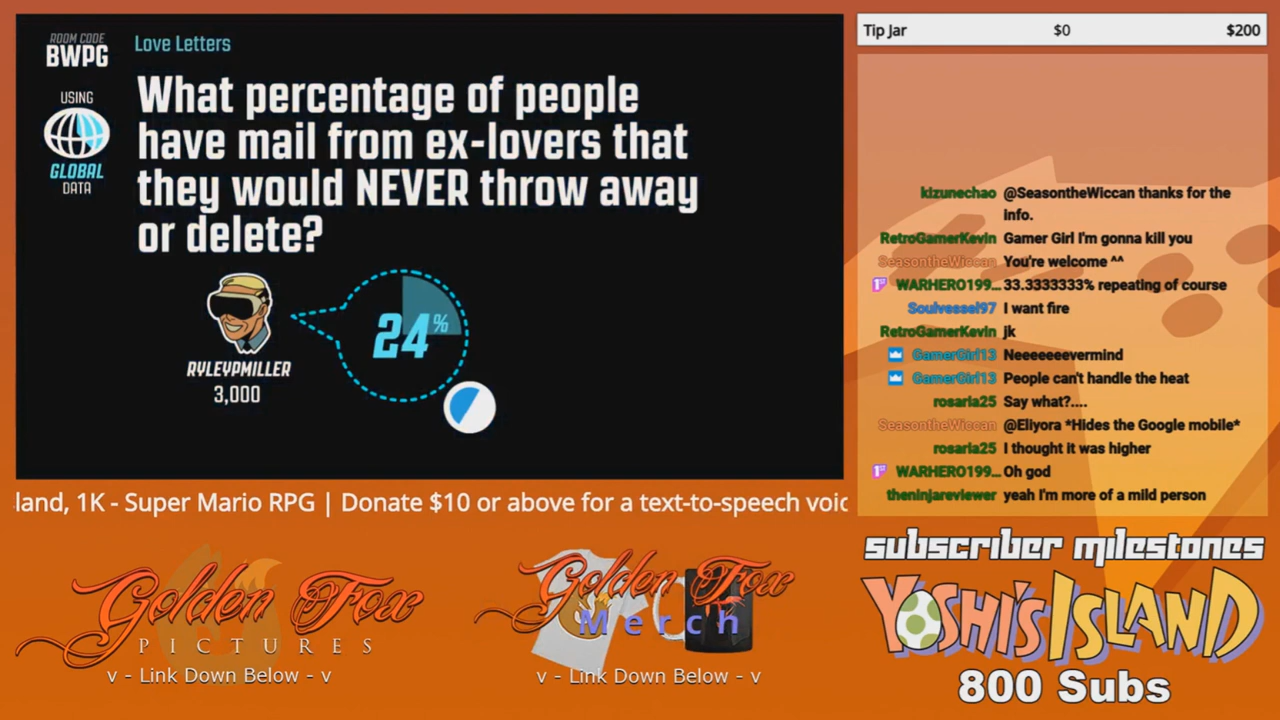 ROOM CODE
BWPG
USING
GLOBAL
DATA
Love Letters
What percentage of people
have mail from ex-lovers that
they would NEVER throw away
or delete?
24%
RYLEYPMILLER
3,000
land, 1K - Super Mario RPG | Donate $10 or above for a text-to-speech voic
Golden Fox
PICTURES
v - Link Down Below - v
Golden Fox
Merch
v - Link Down Below - v
Tip Jar $0 $200
kizunechao @SeasontheWiccan thanks for the
info.
RetroGamerKevin Gamer Girl I'm gonna kill you
SeasontheWiccan You're welcome ^^
WARHERO199... 33.3333333% repeating of course
Soulvessel97 I want fire
RetroGamerKevin jk
GamerGirl13 Neeeeeeevermind
GamerGirl13 People can't handle the heat
rosaria25 Say what?....
SeasontheWiccan @Eliyora *Hides the Google mobile*
rosaria25 I thought it was higher
WARHERO199... Oh god
theninjareviewer yeah I'm more of a mild person
subscriber milestones
YOSHI'S ISLAND
800 Subs